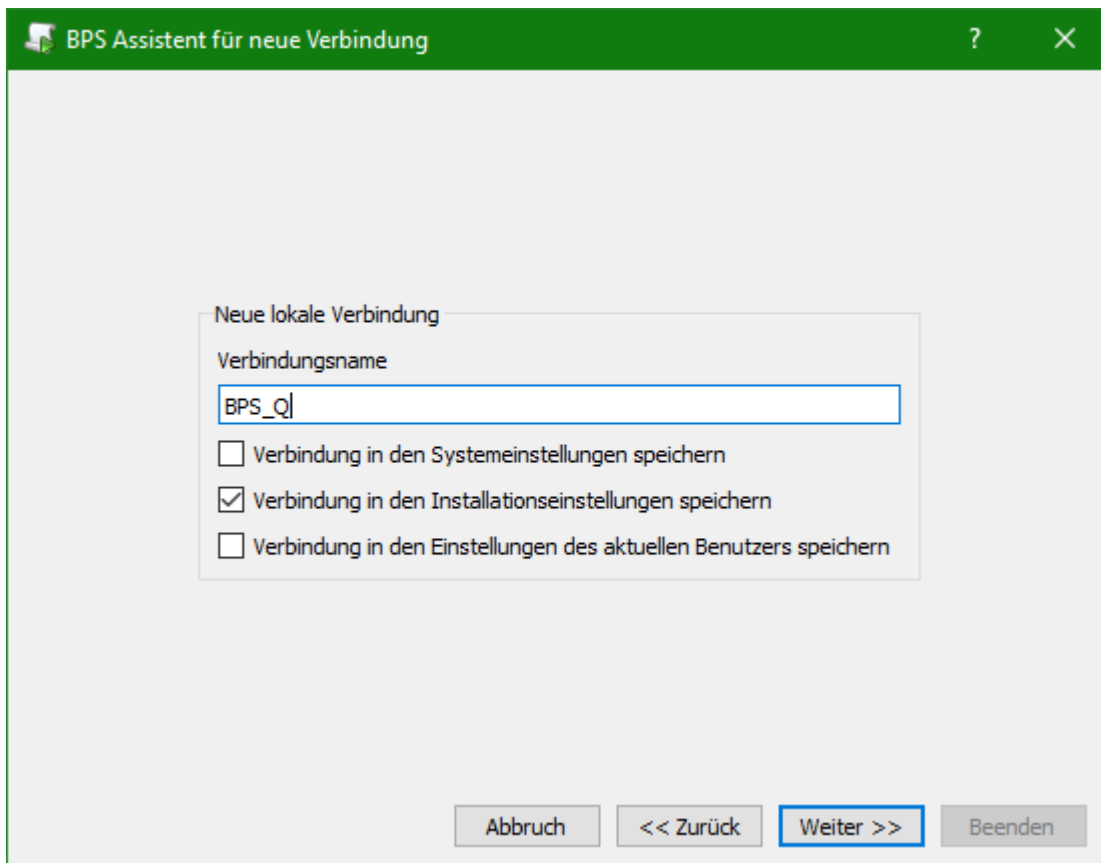 BPS Assistent für neue Verbindung ? ✕
Neue lokale Verbindung
Verbindungsname
BPS_Q
Verbindung in den Systemeinstellungen speichern
Verbindung in den Installationseinstellungen speichern
Verbindung in den Einstellungen des aktuellen Benutzers speichern
Abbruch << Zurück Weiter >> Beenden